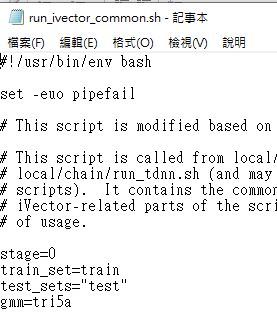 run_ivector_common.sh - 記事本
檔案(F) 編輯(E) 格式(O) 檢視(V) 說明
#!/usr/bin/env bash
set -euo pipefail
# This script is modified based on
# This script is called from local/
# local/chain/run_tdnn.sh (and may
# scripts). It contains the common
# iVector-related parts of the scri
# of usage.
stage=0
train_set=train
test_sets="test"
gmm=tri5a